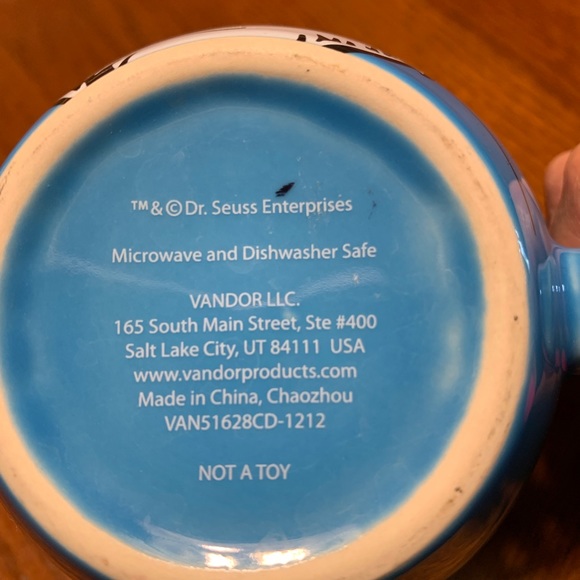 ™ & © Dr. Seuss Enterprises
Microwave and Dishwasher Safe
VANDOR LLC.
165 South Main Street, Ste #400
Salt Lake City, UT 84111 USA
www.vandorproducts.com
Made in China, Chaozhou
VAN51628CD-1212
NOT A TOY